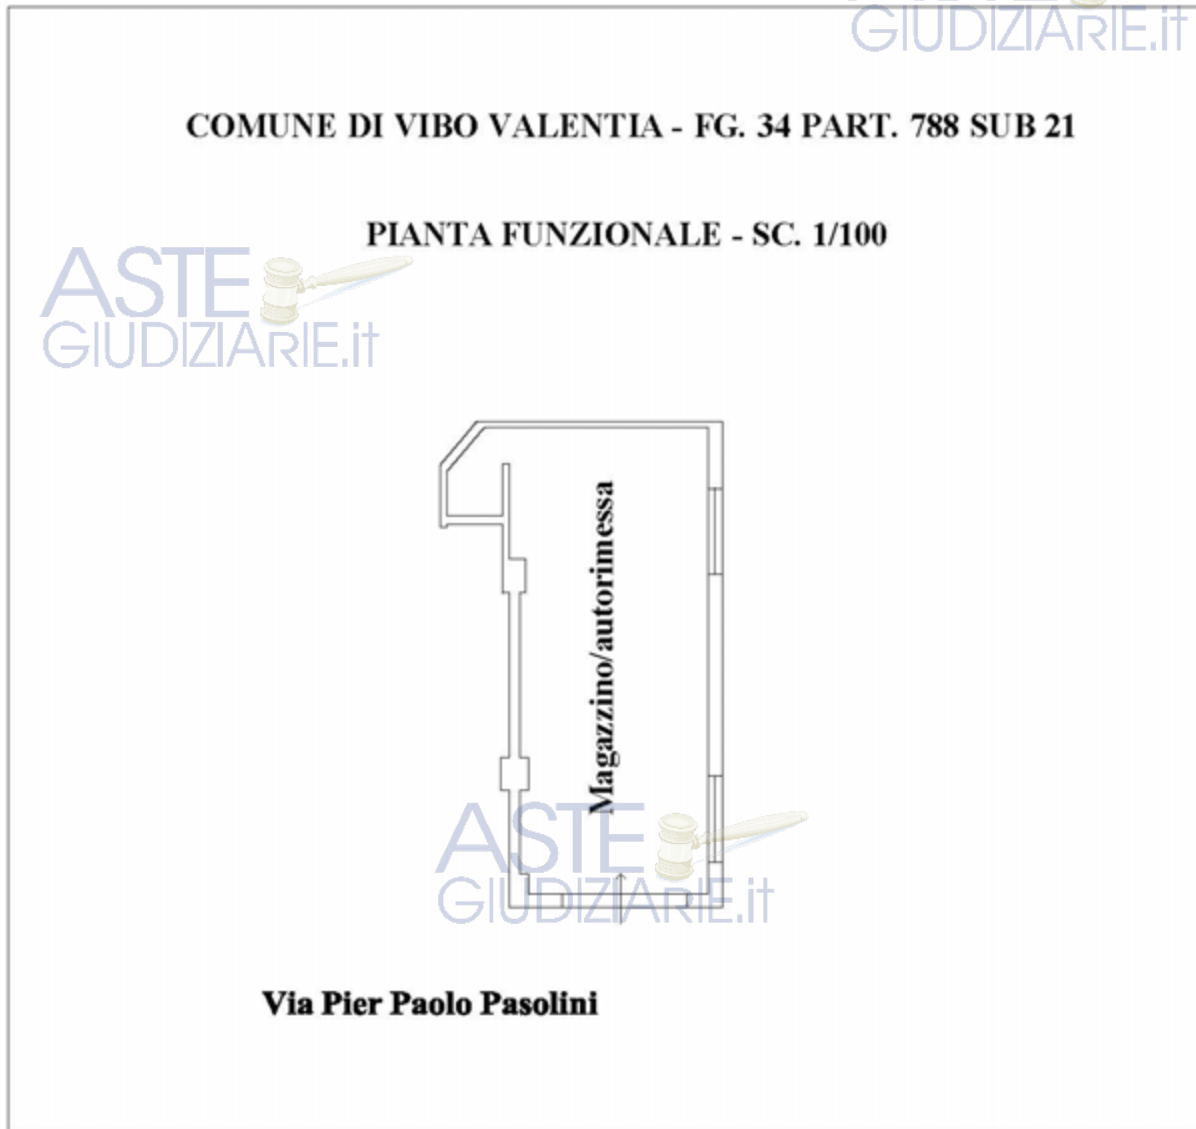 GIUDIZIARIE.it
COMUNE DI VIBO VALENTIA - FG. 34 PART. 788 SUB 21
PIANTA FUNZIONALE - SC. 1/100
ASTE
GIUDIZIARIE.it
Magazzino/autorimessa
ASTE
GIUDIZIARIE.it
Via Pier Paolo Pasolini